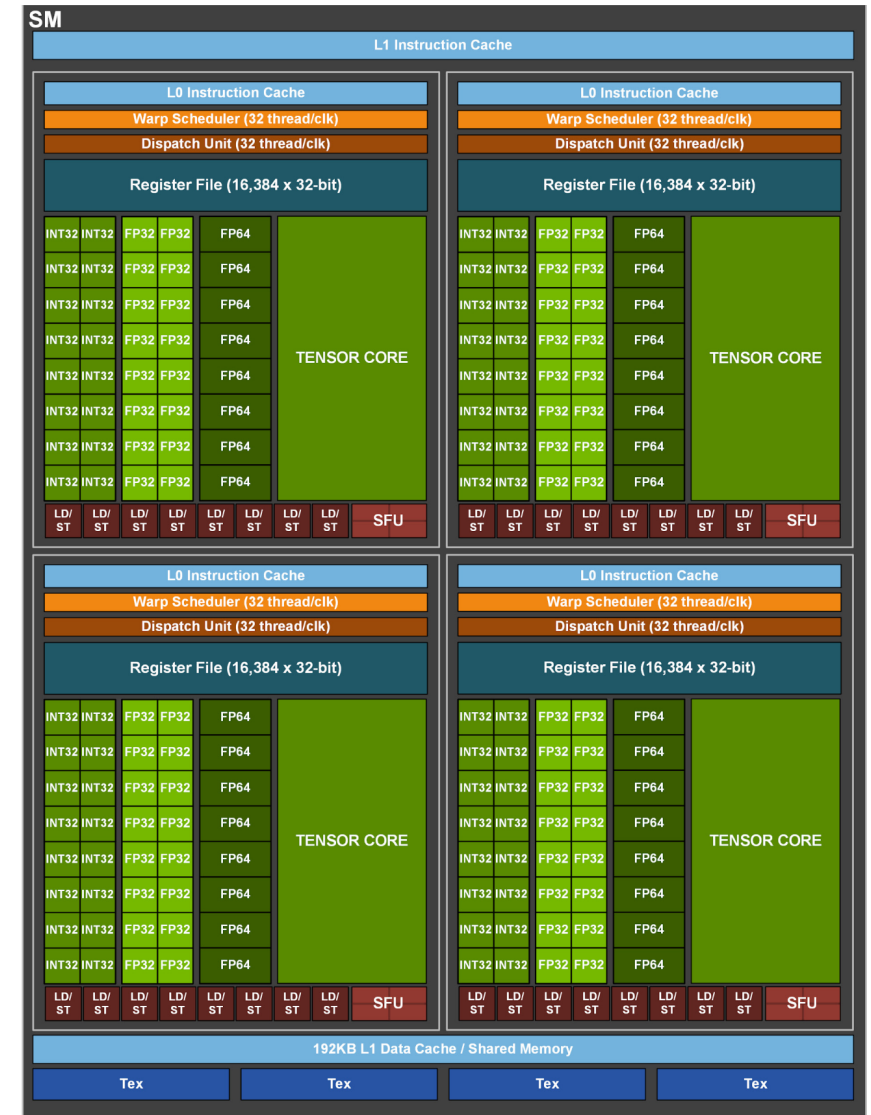 SM
L1 Instruction Cache
L0 Instruction Cache
Warp Scheduler (32 thread/clk)
Dispatch Unit (32 thread/clk)
Register File (16,384 x 32-bit)
INT32 INT32 FP32 FP32 FP64
INT32 INT32 FP32 FP32 FP64
INT32 INT32 FP32 FP32 FP64
INT32 INT32 FP32 FP32 FP64
TENSOR CORE
INT32 INT32 FP32 FP32 FP64
INT32 INT32 FP32 FP32 FP64
INT32 INT32 FP32 FP32 FP64
INT32 INT32 FP32 FP32 FP64
LD/ LD/ LD/ LD/ LD/ LD/ LD/ LD/
ST ST ST ST ST ST ST ST
SFU
L0 Instruction Cache
Warp Scheduler (32 thread/clk)
Dispatch Unit (32 thread/clk)
Register File (16,384 x 32-bit)
INT32 INT32 FP32 FP32 FP64
INT32 INT32 FP32 FP32 FP64
INT32 INT32 FP32 FP32 FP64
INT32 INT32 FP32 FP32 FP64
TENSOR CORE
INT32 INT32 FP32 FP32 FP64
INT32 INT32 FP32 FP32 FP64
INT32 INT32 FP32 FP32 FP64
INT32 INT32 FP32 FP32 FP64
LD/ LD/ LD/ LD/ LD/ LD/ LD/ LD/
ST ST ST ST ST ST ST ST
SFU
L0 Instruction Cache
Warp Scheduler (32 thread/clk)
Dispatch Unit (32 thread/clk)
Register File (16,384 x 32-bit)
INT32 INT32 FP32 FP32 FP64
INT32 INT32 FP32 FP32 FP64
INT32 INT32 FP32 FP32 FP64
INT32 INT32 FP32 FP32 FP64
TENSOR CORE
INT32 INT32 FP32 FP32 FP64
INT32 INT32 FP32 FP32 FP64
INT32 INT32 FP32 FP32 FP64
INT32 INT32 FP32 FP32 FP64
LD/ LD/ LD/ LD/ LD/ LD/ LD/ LD/
ST ST ST ST ST ST ST ST
SFU
L0 Instruction Cache
Warp Scheduler (32 thread/clk)
Dispatch Unit (32 thread/clk)
Register File (16,384 x 32-bit)
INT32 INT32 FP32 FP32 FP64
INT32 INT32 FP32 FP32 FP64
INT32 INT32 FP32 FP32 FP64
INT32 INT32 FP32 FP32 FP64
TENSOR CORE
INT32 INT32 FP32 FP32 FP64
INT32 INT32 FP32 FP32 FP64
INT32 INT32 FP32 FP32 FP64
INT32 INT32 FP32 FP32 FP64
LD/ LD/ LD/ LD/ LD/ LD/ LD/ LD/
ST ST ST ST ST ST ST ST
SFU
192KB L1 Data Cache / Shared Memory
Tex Tex Tex Tex